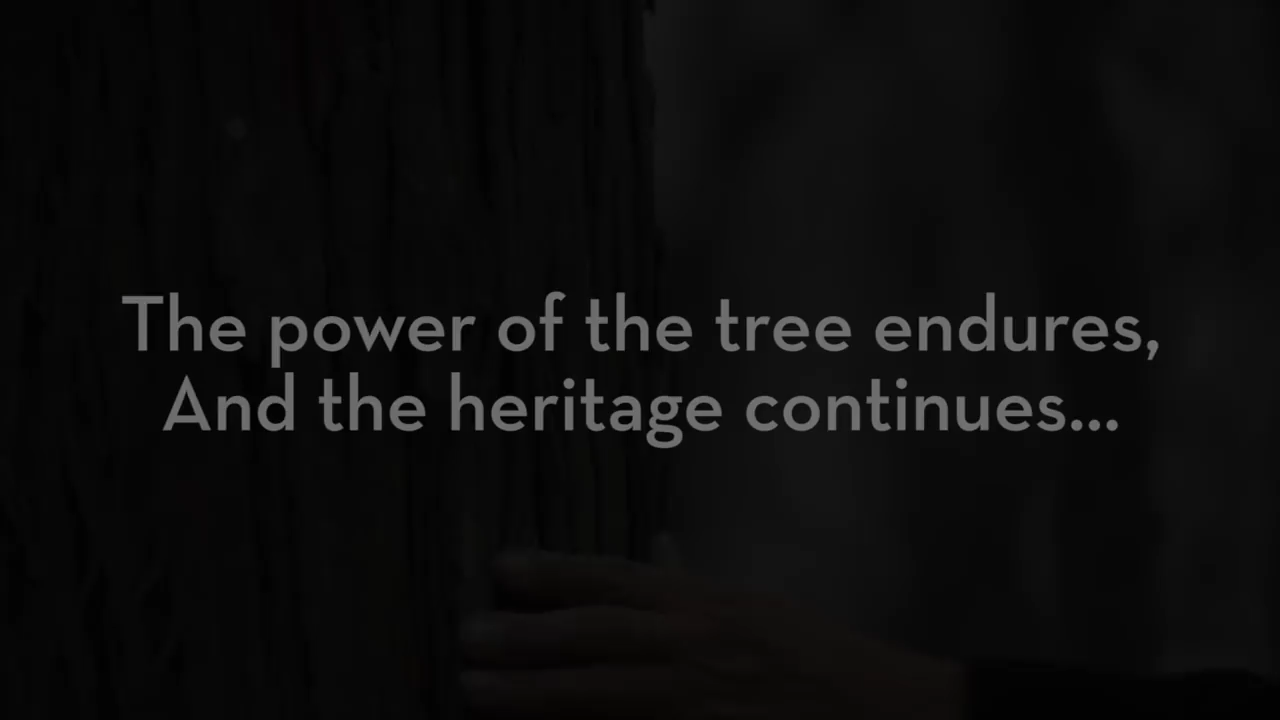 The power of the tree endures,
And the heritage continues...